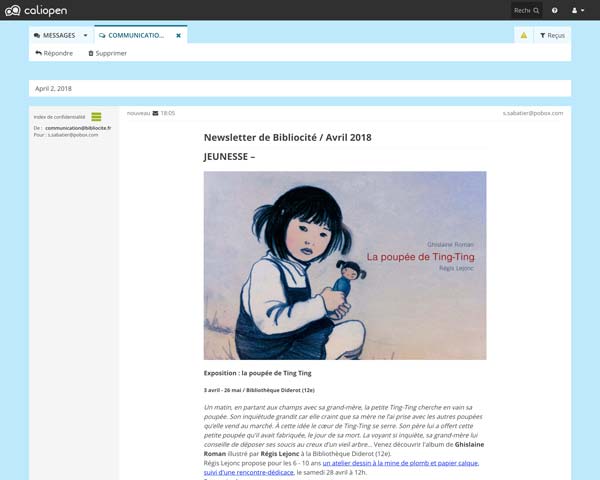 caliopen
Reche
MESSAGES
COMMUNICATIO...
Reçus
Répondre
Supprimer
April 2, 2018
Index de confidentialité
De : communication@bibliocite.fr
Pour : s.sabatier@pobox.com
nouveau 18:05
s.sabatier@pobox.com
Newsletter de Bibliocité / Avril 2018
JEUNESSE –
Ghislaine Roman
La poupée de Ting-Ting
Régis Lejonc
Exposition : la poupée de Ting Ting
3 avril - 26 mai / Bibliothèque Diderot (12e)
Un matin, en partant aux champs avec sa grand-mère, la petite Ting-Ting cherche en vain sa
poupée. Son inquiétude grandit car elle craint que sa mère ne l'ai prise avec les autres poupées
qu'elle vend au marché. À cette idée le cœur de Ting-Ting se serre. Son père lui a offert cette
petite poupée qu'il avait fabriquée, le jour de sa mort. La voyant si inquiète, sa grand-mère lui
conseille de déposer ses soucis au creux d'un vieil arbre... Venez découvrir l'album de Ghislaine
Roman illustré par Régis Lejonc à la Bibliothèque Diderot (12e).
Régis Lejonc propose pour les 6 - 10 ans un atelier dessin à la mine de plomb et papier calque,
suivi d'une rencontre-dédicace, le samedi 28 avril à 12h.